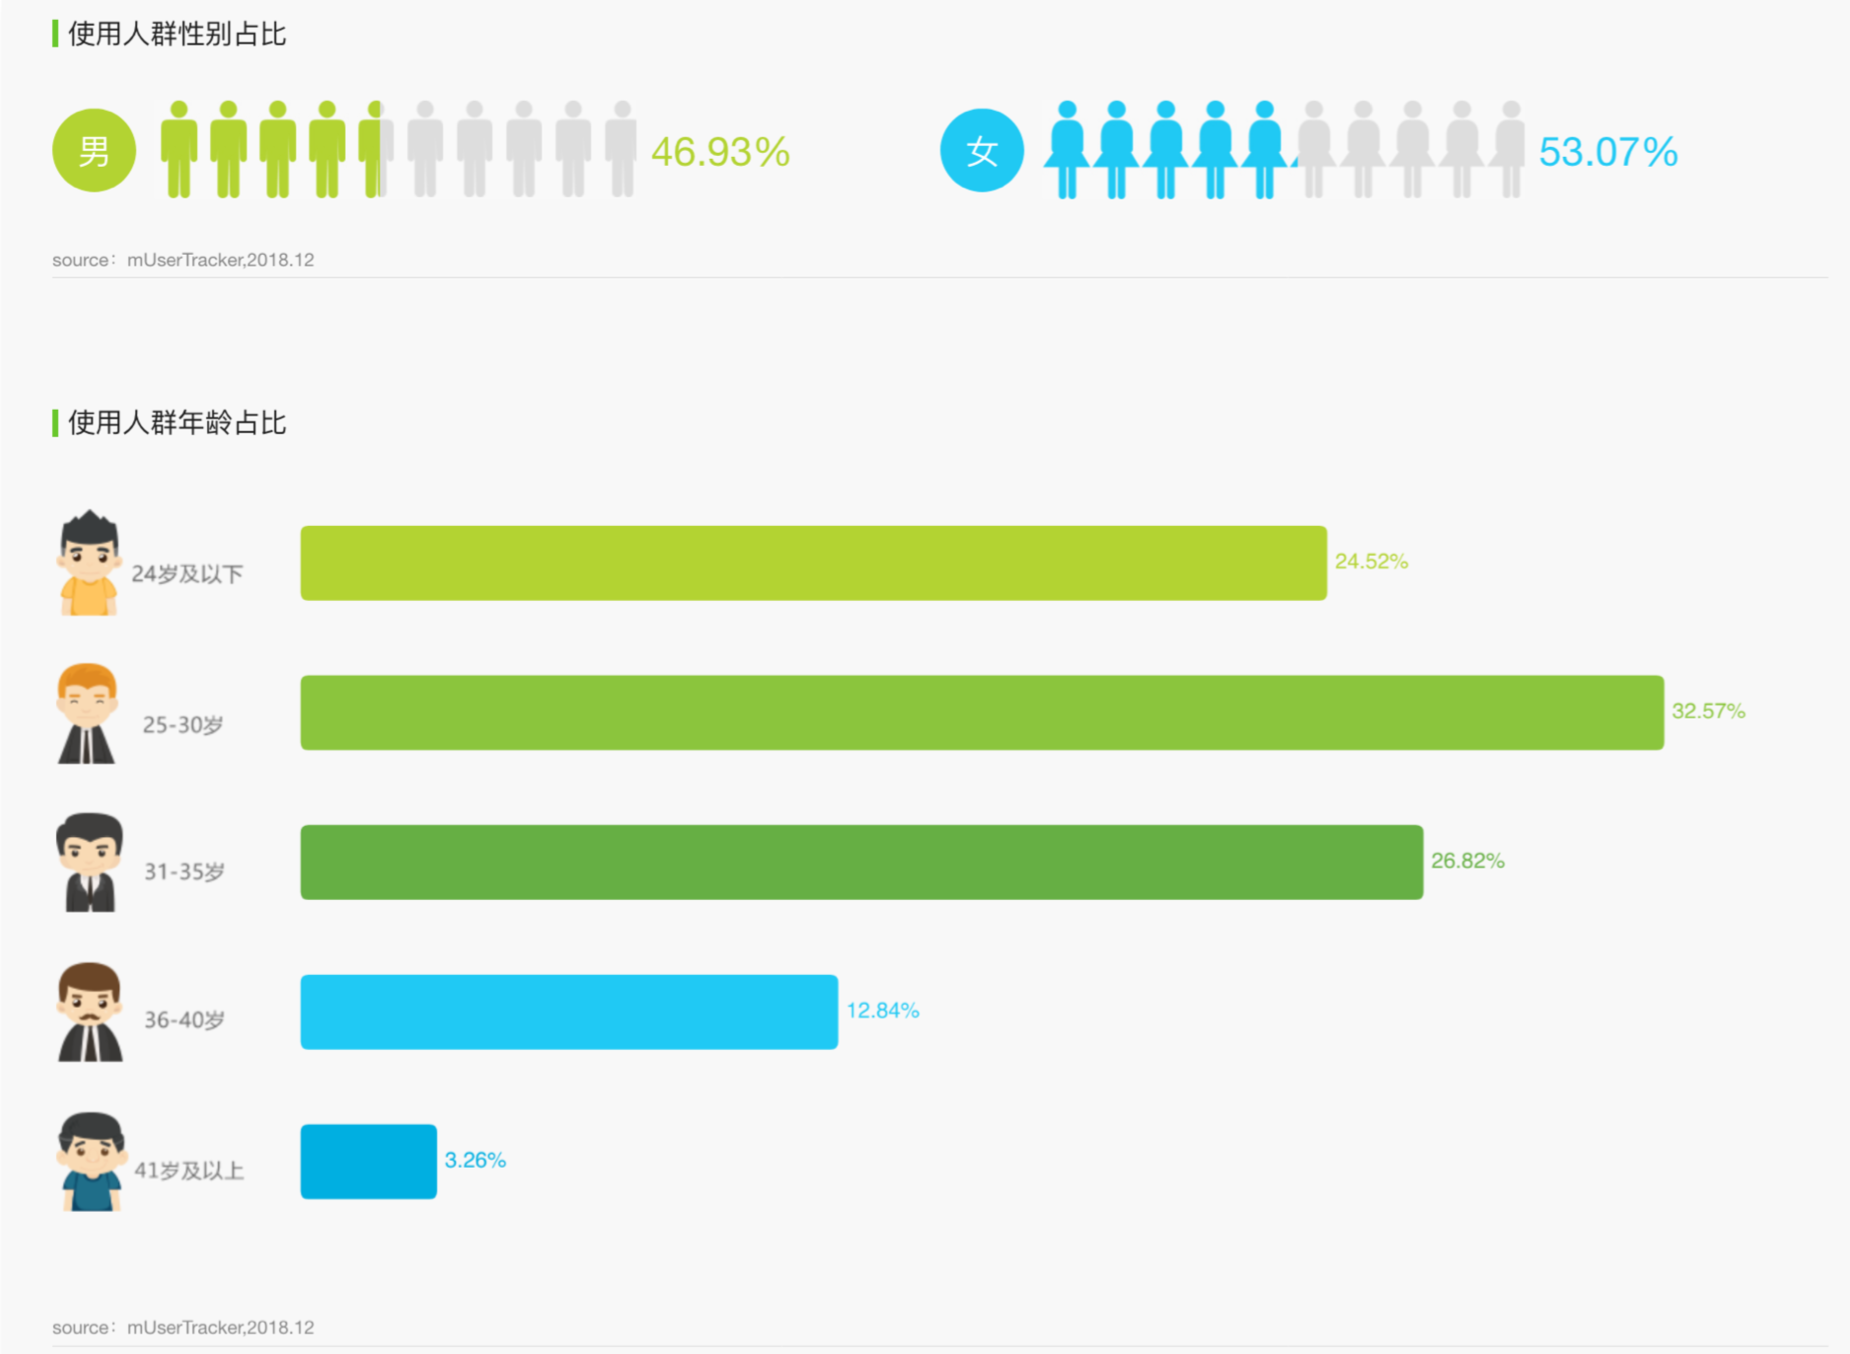 使用人群性别占比
男 46.93% 女 53.07%
source：mUserTracker,2018.12
使用人群年龄占比
24岁及以下 24.52%
25-30岁 32.57%
31-35岁 26.82%
36-40岁 12.84%
41岁及以上 3.26%
source：mUserTracker,2018.12